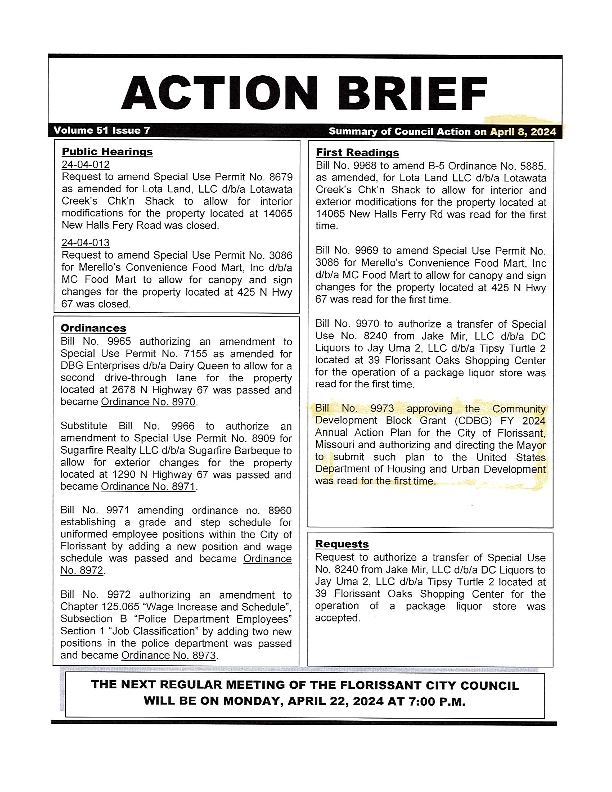 ACTION BRIEF
Volume 51 Issue 7 Summary of Council Action on April 8, 2024
Public Hearings
24-04-012
Request to amend Special Use Permit No. 8679
as amended for Lota Land, LLC d/b/a Lotawata
Creek's Chk'n Shack to allow for interior
modifications for the property located at 14065
New Halls Fery Road was closed.
24-04-013
Request to amend Special Use Permit No. 3086
for Merello's Convenience Food Mart, Inc d/b/a
MC Food Mart to allow for canopy and sign
changes for the property located at 425 N Hwy
67 was closed.
Ordinances
Bill No. 9965 authorizing an amendment to
Special Use Permit No. 7155 as amended for
DBG Enterprises d/b/a Dairy Queen to allow for a
second drive-through lane for the property
located at 2678 N Highway 67 was passed and
became Ordinance No. 8970.
Substitute Bill No. 9966 to authorize an
amendment to Special Use Permit No. 8909 for
Sugarfire Realty LLC d/b/a Sugarfire Barbeque to
allow for exterior changes for the property
located at 1290 N Highway 67 was passed and
became Ordinance No. 8971.
Bill No. 9971 amending ordinance no. 8960
establishing a grade and step schedule for
uniformed employee positions within the City of
Florissant by adding a new position and wage
schedule was passed and became Ordinance
No. 8972.
Bill No. 9972 authorizing an amendment to
Chapter 125.065 "Wage Increase and Schedule",
Subsection B "Police Department Employees"
Section 1 "Job Classification" by adding two new
positions in the police department was passed
and became Ordinance No. 8973.
First Readings
Bill No. 9968 to amend B-5 Ordinance No. 5885,
as amended, for Lota Land, LLC d/b/a Lotawata
Creek's Chk'n Shack to allow for interior and
exterior modifications for the property located at
14065 New Halls Ferry Rd was read for the first
time.
Bill No. 9969 to amend Special Use Permit No.
3086 for Merello's Convenience Food Mart, Inc
d/b/a MC Food Mart to allow for canopy and sign
changes for the property located at 425 N Hwy
67 was read for the first time.
Bill No. 9970 to authorize a transfer of Special
Use No. 8240 from Jake Mir, LLC d/b/a DC
Liquors to Jay Uma 2, LLC d/b/a Tipsy Turtle 2
located at 39 Florissant Oaks Shopping Center
for the operation of a package liquor store was
read for the first time.
Bill No. 9973 approving the Community
Development Block Grant (CDBG) FY 2024
Annual Action Plan for the City of Florissant,
Missouri and authorizing and directing the Mayor
to submit such plan to the United States
Department of Housing and Urban Development
was read for the first time.
Requests
Request to authorize a transfer of Special Use
No. 8240 from Jake Mir, LLC d/b/a DC Liquors to
Jay Uma 2, LLC d/b/a Tipsy Turtle 2 located at
39 Florissant Oaks Shopping Center for the
operation of a package liquor store was
accepted.
THE NEXT REGULAR MEETING OF THE FLORISSANT CITY COUNCIL
WILL BE ON MONDAY, APRIL 22, 2024 AT 7:00 P.M.